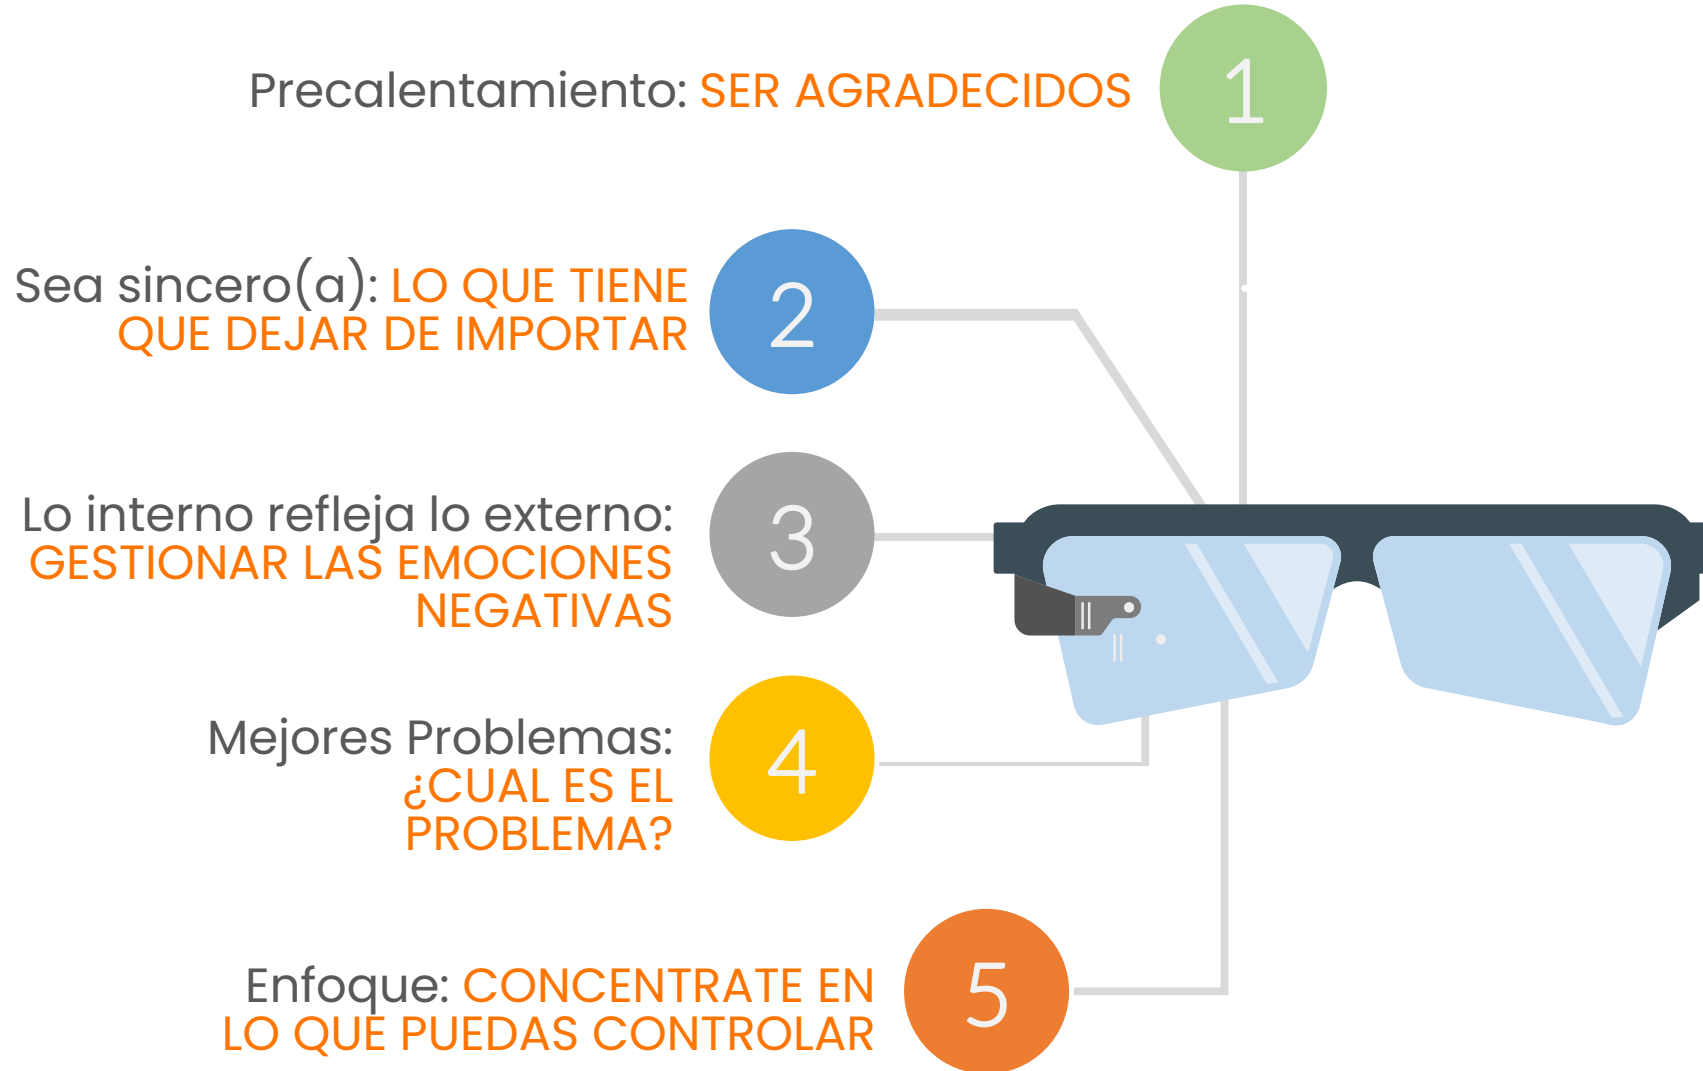 Precalentamiento: SER AGRADECIDOS
1
Sea sincero(a): LO QUE TIENE
QUE DEJAR DE IMPORTAR
2
Lo interno refleja lo externo:
GESTIONAR LAS EMOCIONES
NEGATIVAS
3
Mejores Problemas:
¿CUAL ES EL
PROBLEMA?
4
Enfoque: CONCENTRATE EN
LO QUE PUEDAS CONTROLAR
5